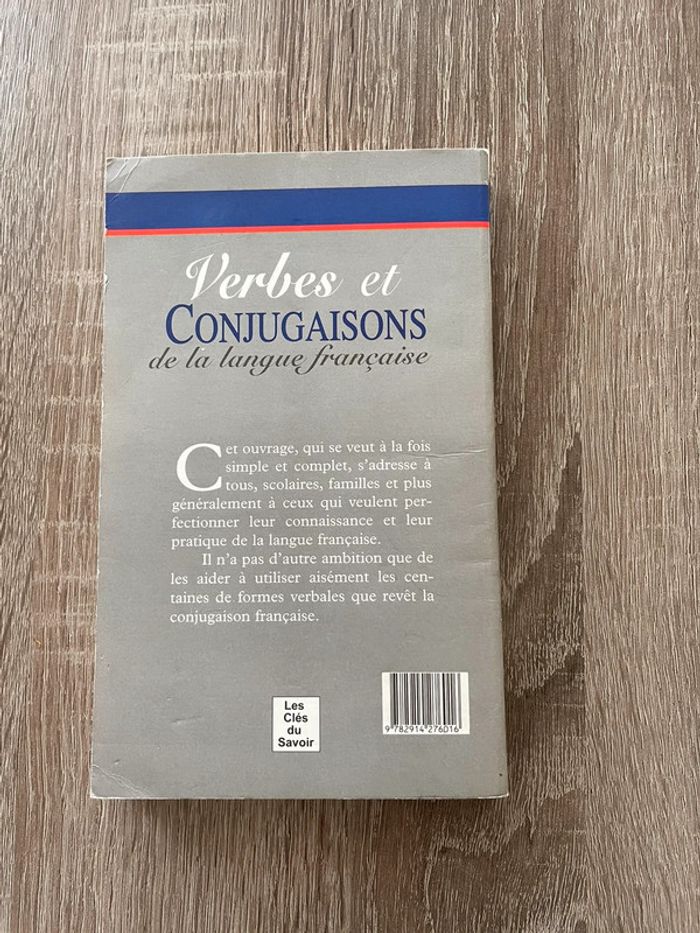 Verbes et
CONJUGAISONS
de la langue française
Cet ouvrage, qui se veut à la fois
simple et complet, s'adresse à
tous, scolaires, familles et plus
généralement à ceux qui veulent per-
fectionner leur connaissance et leur
pratique de la langue française.
Il n'a pas d'autre ambition que de
les aider à utiliser aisément les cen-
taines de formes verbales que revêt la
conjugaison française.
Les
Clés
du
Savoir
9 782914 276016